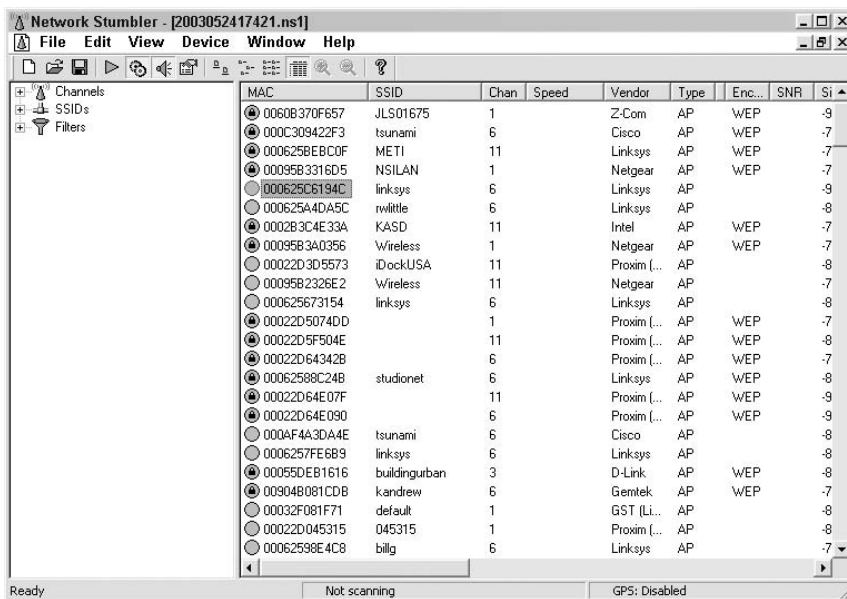 Network Stumbler - [2003052417421.ns1]
File Edit View Device Window Help
Channels
SSIDs
Filters
MAC SSID Chan Speed Vendor Type Enc... SNR Si
0060B370F657 JLS01675 1 Z-Com AP WEP -9
000C309422F3 tsunami 6 Cisco AP WEP -7
000625BEBC0F METI 11 Linksys AP WEP -7
00095B3316D5 NSILAN 1 Netgear AP WEP -7
000625C6194C linksys 6 Linksys AP -9
000625A4DA5C rwlittle 6 Linksys AP -8
0002B3C4E33A KASD 11 Intel AP WEP -7
00095B3A0356 Wireless 1 Netgear AP WEP -7
00022D3D5573 iDockUSA 11 Proxim (... AP -8
00095B2326E2 Wireless 11 Netgear AP -7
000625673154 linksys 6 Linksys AP -8
00022D5074DD 1 Proxim (... AP WEP -7
00022D5F504E 11 Proxim (... AP WEP -8
00022D64342B 6 Proxim (... AP WEP -7
00062588C24B studionet 6 Linksys AP WEP -8
00022D64E07F 11 Proxim (... AP WEP -9
00022D64E090 6 Proxim (... AP WEP -9
000AF4A3DA4E tsunami 6 Cisco AP -8
0006257FE6B9 linksys 6 Linksys AP -8
00055DEB1616 buildingurban 3 D-Link AP WEP -8
00904B081CDB kandrew 6 Gemtek AP WEP -7
00032F081F71 default 1 GST (Li... AP -8
00022D045315 045315 1 Proxim (... AP -8
00062598E4C8 billg 6 Linksys AP -7
Ready Not scanning GPS: Disabled